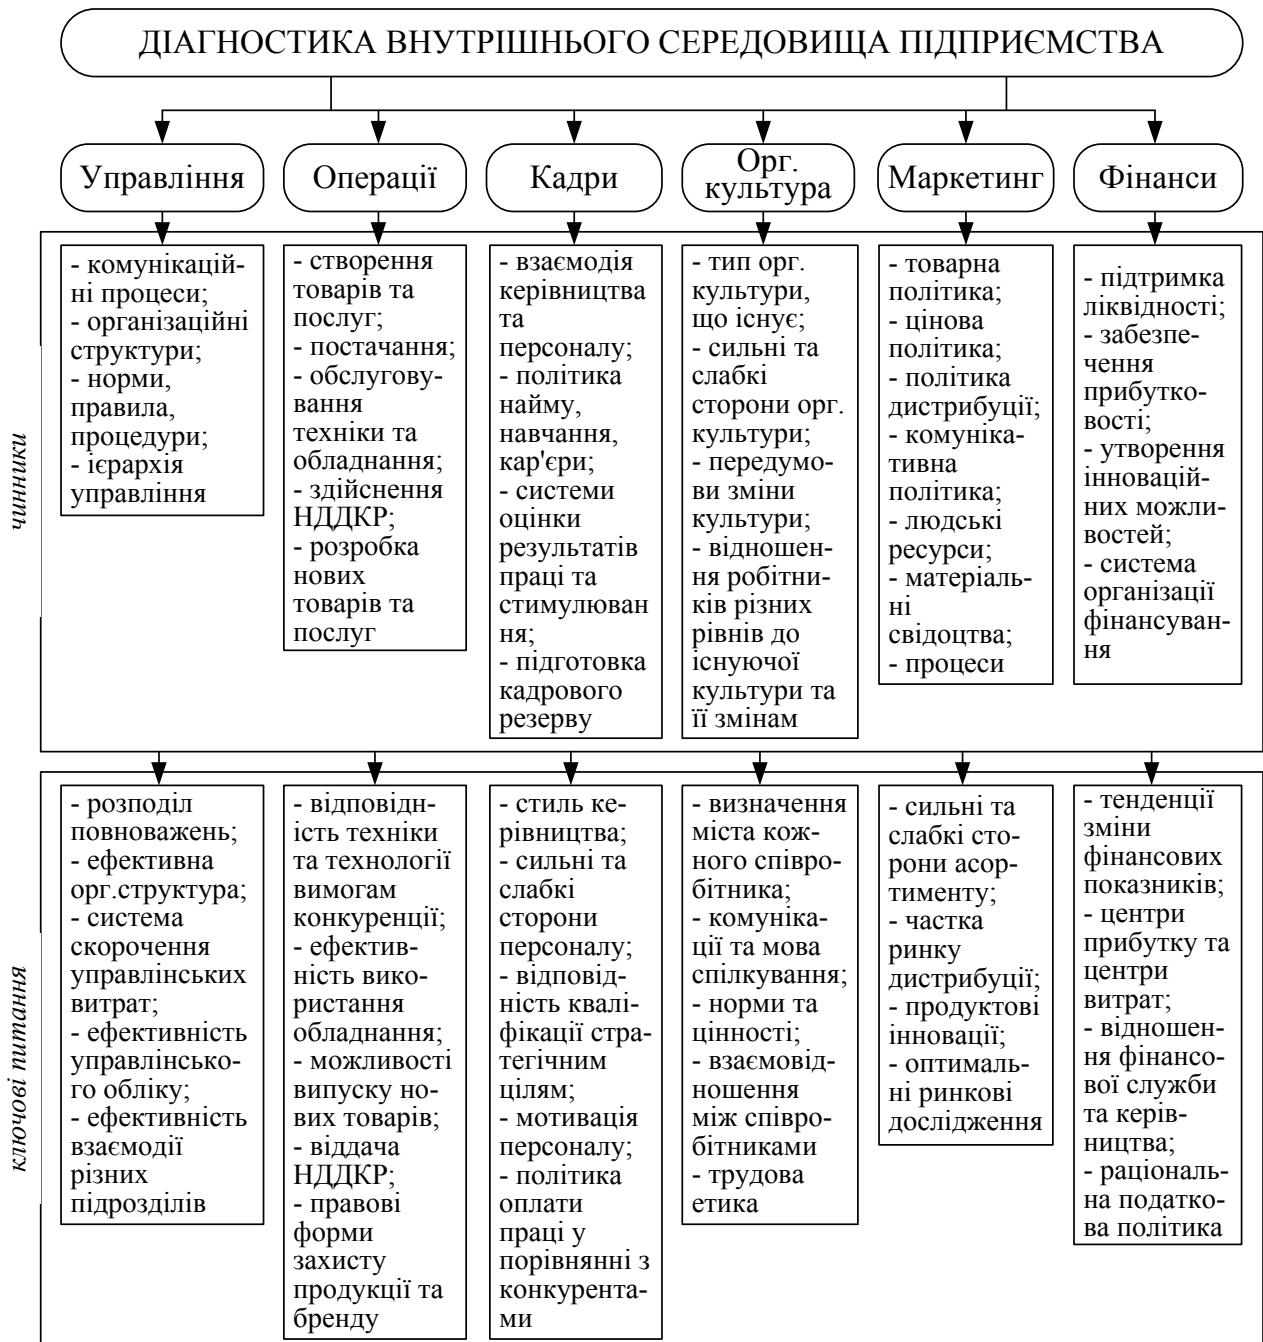 ДІАГНОСТИКА ВНУТРІШНЬОГО СЕРЕДОВИЩА ПІДПРИЄМСТВА
Управління
Операції
Кадри
Орг.
культура
Маркетинг
Фінанси
чинники
- комунікацій-
ні процеси;
- організаційні
структури;
- норми,
правила,
процедури;
- ієрархія
управління
- створення
товарів та
послуг;
- постачання;
- обслугову-
вання
техніки та
обладнання;
- здійснення
НДДКР;
- розробка
нових
товарів та
послуг
- взаємодія
керівництва
та
персоналу;
- політика
найму,
навчання,
кар'єри;
- системи
оцінки
результатів
праці та
стимулюван
ня;
- підготовка
кадрового
резерву
- тип орг.
культури,
що існує;
- сильні та
слабкі
сторони орг.
культури;
- передумо-
ви зміни
культури;
- відношен-
ня робітни-
ків різних
рівнів до
існуючої
культури та
її змінам
- товарна
політика;
- цінова
політика;
- політика
дистрибуції;
- комуніка-
тивна
політика;
- людські
ресурси;
- матеріаль-
ні
свідоцтва;
- процеси
- підтримка
ліквідності;
- забезпе-
чення
прибутко-
вості;
- утворення
інновацій-
них можли-
востей;
- система
організації
фінансуван-
ня
ключові питання
- розподіл
повноважень;
- ефективна
орг.структура;
- система
скорочення
управлінських
витрат;
- ефективність
управлінсько-
го обліку;
- ефективність
взаємодії
різних
підрозділів
- відповідн-
ість техніки
та технології
вимогам
конкуренції;
- ефектив-
ність вико-
ристання
обладнання;
- можливості
випуску но-
вих товарів;
- віддача
НДДКР;
- правові
форми
захисту
продукції та
бренду
- стиль ке-
рівництва;
- сильні та
слабкі
сторони
персоналу;
- відповід-
ність квалі-
фікації стра-
тегічним
цілям;
- мотивація
персоналу;
- політика
оплати
праці у
порівнянні з
конкурента-
ми
- визначення
міста кож-
ного співро-
бітника;
- комуніка-
ції та мова
спілкування;
- норми та
цінності;
- взаємовід-
ношення
між співро-
бітниками
- трудова
етика
- сильні та
слабкі сто-
рони асор-
тименту;
- частка
ринку
дистрибуції;
- продуктові
інновації;
- оптималь-
ні ринкові
дослідження
- тенденції
зміни
фінансових
показників;
- центри
прибутку та
центри
витрат;
- відношен-
ня фінансо-
вої служби
та керів-
ництва;
- раціональ-
на податко-
ва політика